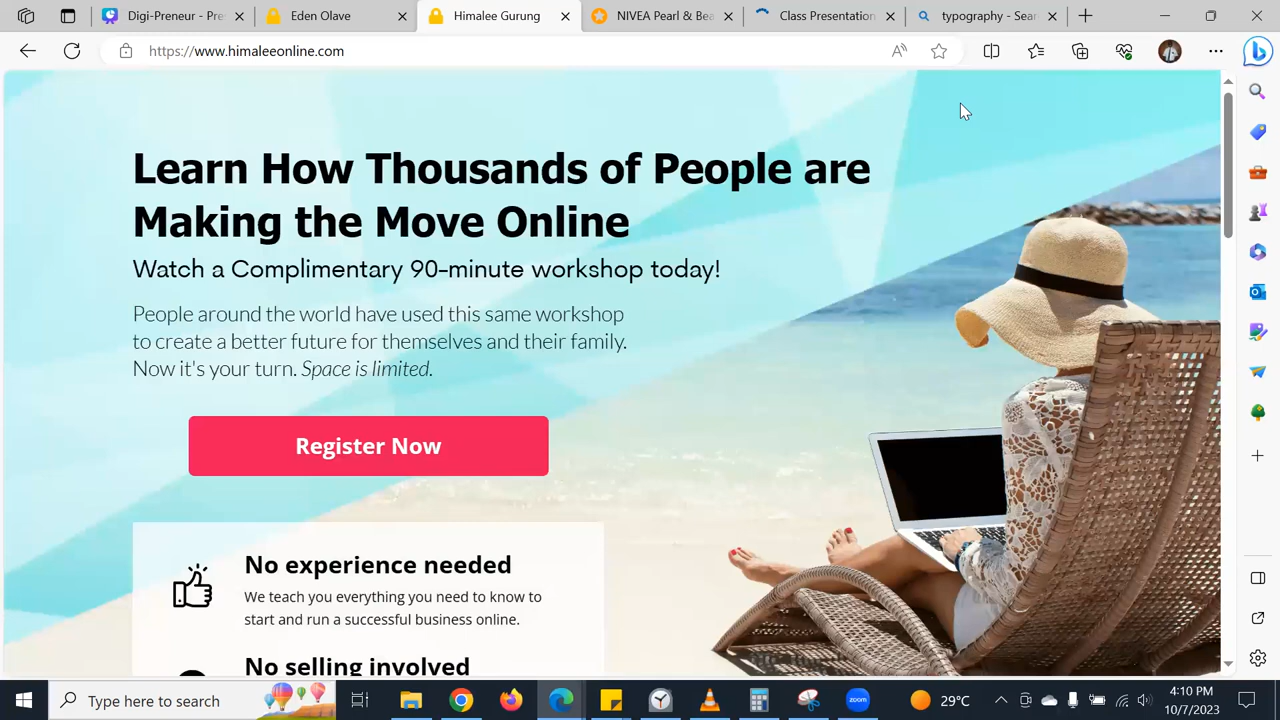 Digi-Preneur - Pre
Eden Olave
Himalee Gurung
NIVEA Pearl & Bea
Class Presentation
typography - Sear
https://www.himaleeonline.com
Learn How Thousands of People are
Making the Move Online
Watch a Complimentary 90-minute workshop today!
People around the world have used this same workshop
to create a better future for themselves and their family.
Now it's your turn. Space is limited.
Register Now
No experience needed
We teach you everything you need to know to
start and run a successful business online.
No selling involved
Type here to search
zoom
29°C
4:10 PM
10/7/2023